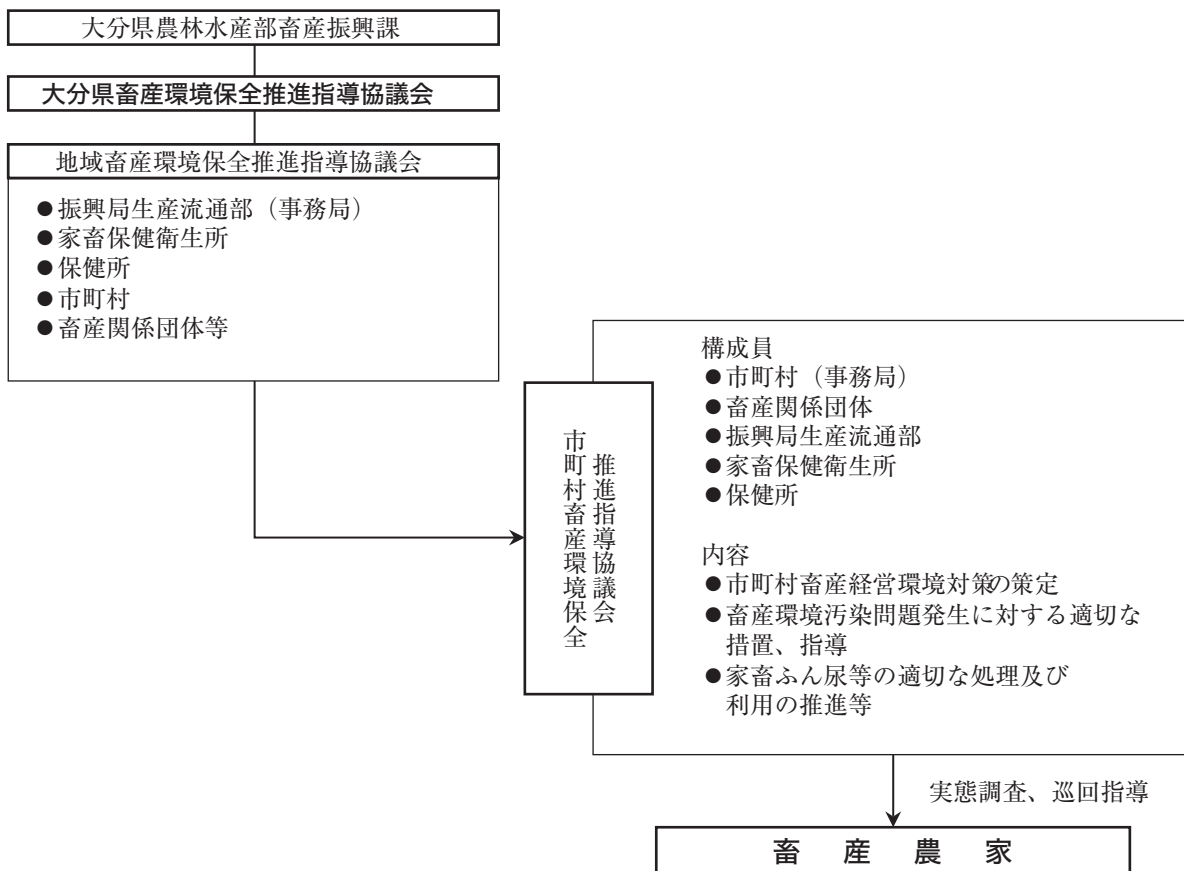 大分県農林水産部畜産振興課
大分県畜産環境保全推進指導協議会
地域畜産環境保全推進指導協議会
●振興局生産流通部（事務局）
●家畜保健衛生所
●保健所
●市町村
●畜産関係団体等
市町村畜産環境保全
推進指導協議会
構成員
●市町村（事務局）
●畜産関係団体
●振興局生産流通部
●家畜保健衛生所
●保健所
内容
●市町村畜産経営環境対策の策定
●畜産環境汚染問題発生に対する適切な
措置、指導
●家畜ふん尿等の適切な処理及び
利用の推進等
実態調査、巡回指導
畜産農家